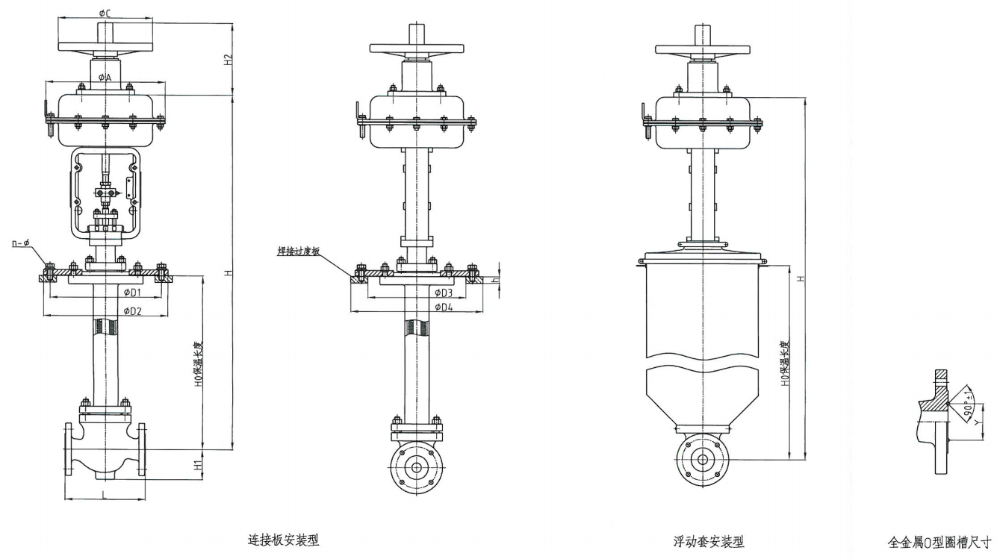 ϕC
H2
ϕA
H
n-ϕ
ϕD1
ϕD2
H0保温长度
H1
L
焊接过度板
h
ϕD3
ϕD4
H
H0保温长度
90°±1
Y
连接板安装型
浮动套安装型
全金属O型圈槽尺寸